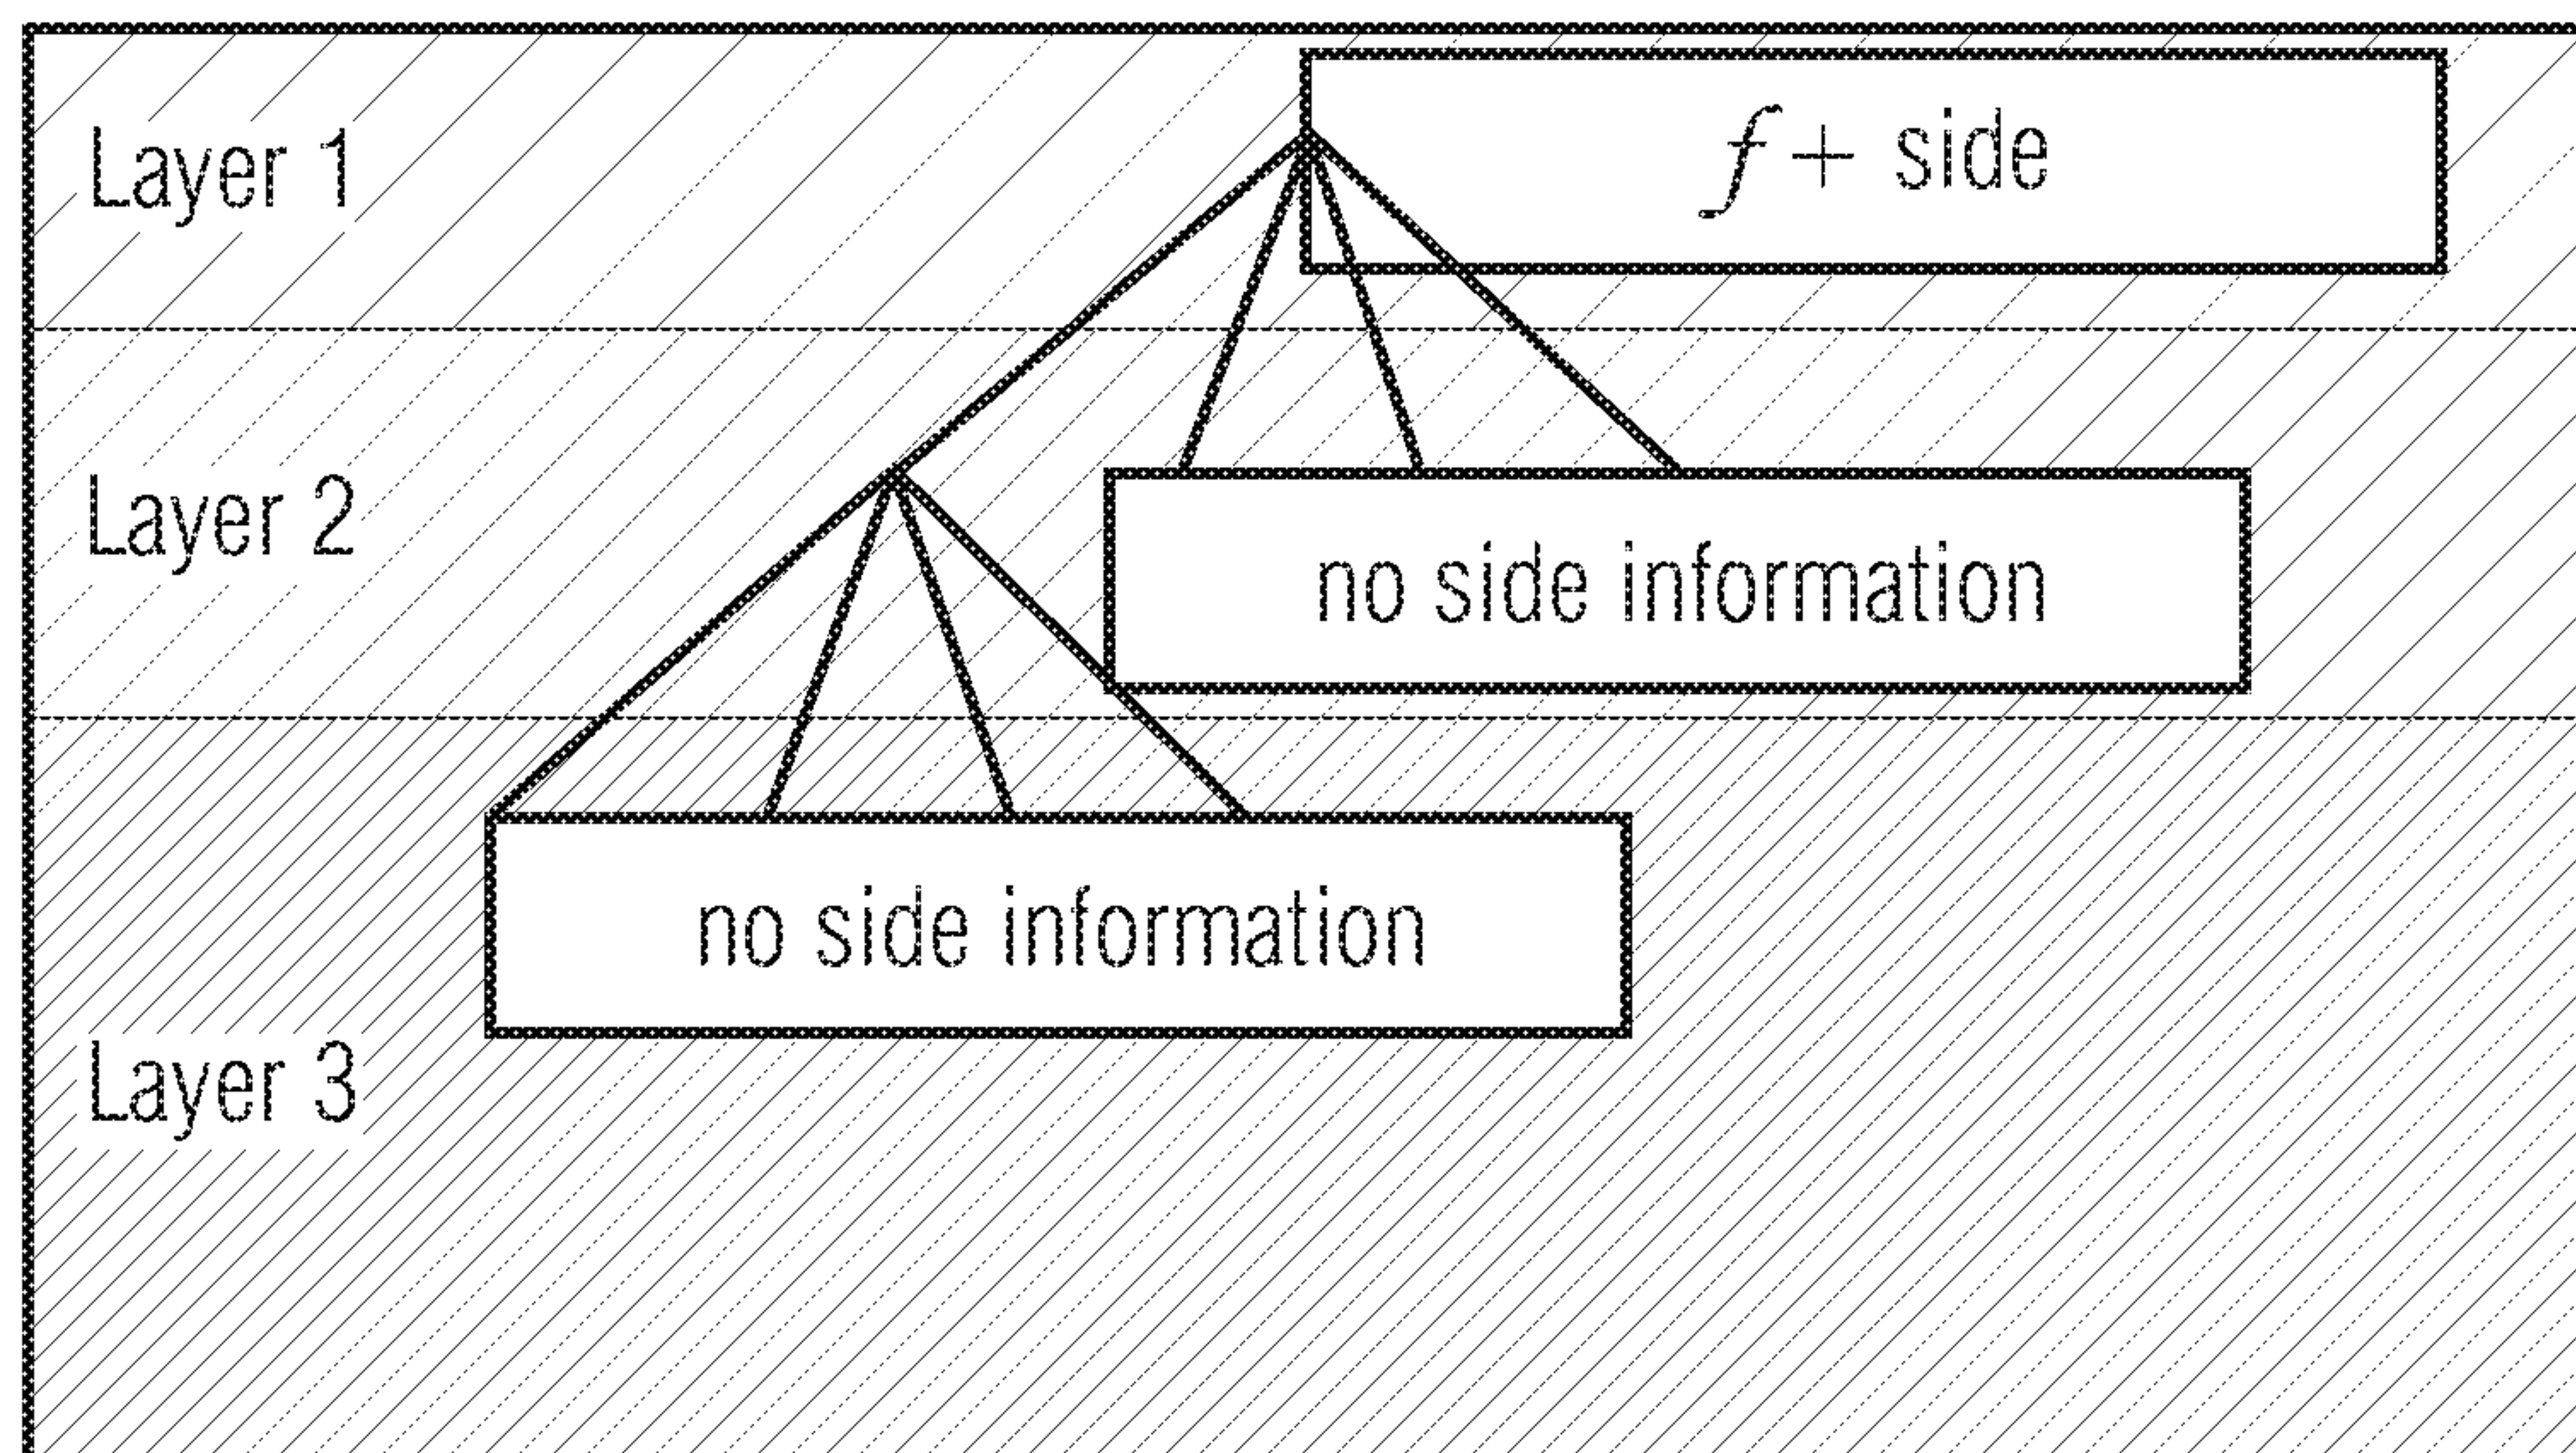 Layer 1
f + side
Layer 2
no side information
no side information
Layer 3